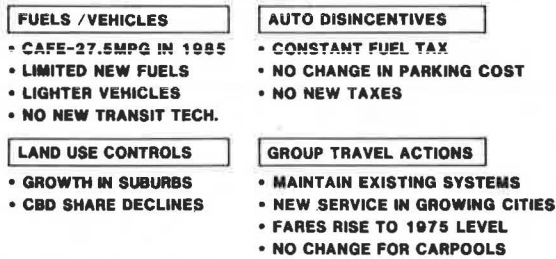 FUELS /VEHICLES
• CAFE-27.5MPG IN 1985
• LIMITED NEW FUELS
• LIGHTER VEHICLES
• NO NEW TRANSIT TECH.
AUTO DISINCENTIVES
• CONSTANT FUEL TAX
• NO CHANGE IN PARKING COST
• NO NEW TAXES
LAND USE CONTROLS
• GROWTH IN SUBURBS
• CBD SHARE DECLINES
GROUP TRAVEL ACTIONS
• MAINTAIN EXISTING SYSTEMS
• NEW SERVICE IN GROWING CITIES
• FARES RISE TO 1975 LEVEL
• NO CHANGE FOR CARPOOLS